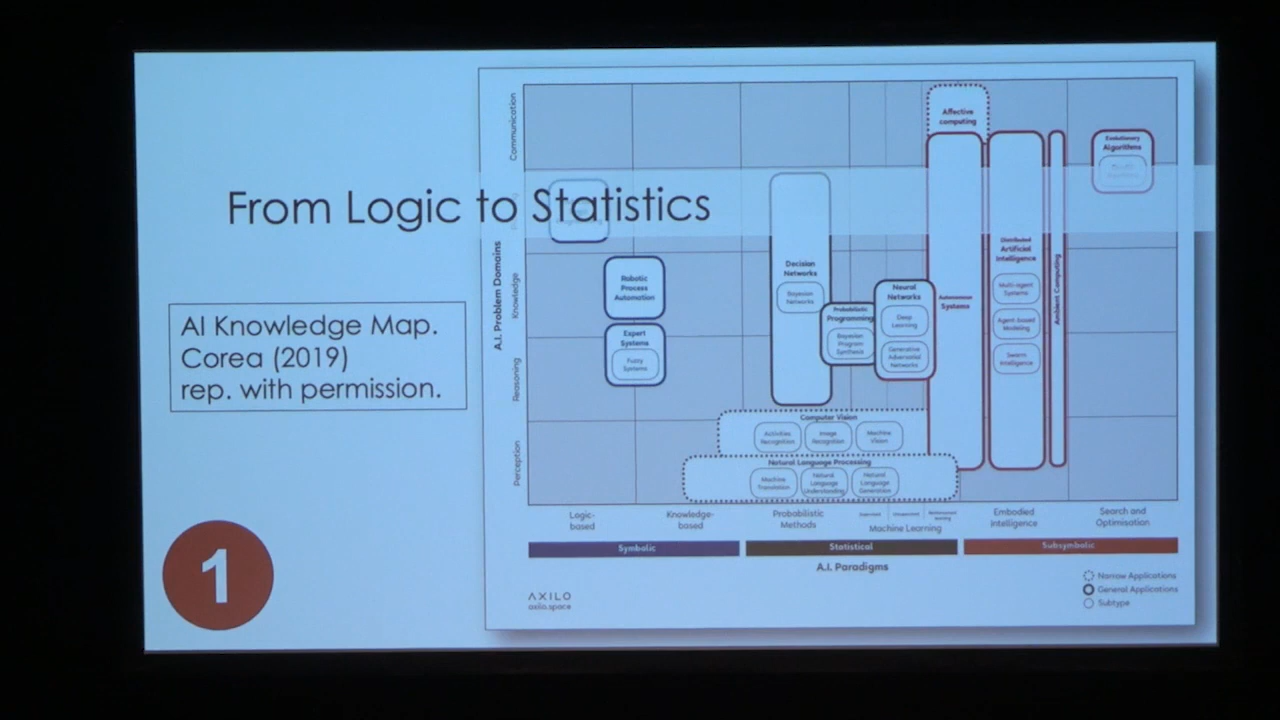 From Logic to Statistics
AI Knowledge Map.
Corea (2019)
rep. with permission.
1
A.I. Problem Domains
Communication
Knowledge
Reasoning
Perception
Robotic
Process
Automation
Expert
Systems
Fuzzy
Systems
Decision
Networks
Bayesian
Networks
Probabilistic
Programming
Bayesian
Program
Synthesis
Neural
Networks
Deep
Learning
Generative
Adversarial
Networks
Affective
computing
Autonomous
Systems
Distributed
Artificial
Intelligence
Multi-agent
Systems
Agent-based
Modeling
Swarm
Intelligence
Ambient Computing
Evolutionary
Algorithms
Computer Vision
Activities
Recognition
Image
Recognition
Machine
Vision
Natural Language Processing
Machine
Translation
Natural
Language
Understanding
Natural
Language
Generation
Logic-
based
Knowledge-
based
Probabilistic
Methods
Supervised
Unsupervised
Reinforcement
learning
Machine Learning
Embodied
Intelligence
Search and
Optimisation
Symbolic
Statistical
Subsymbolic
A.I. Paradigms
AXILO
axilo.space
Narrow Applications
General Applications
Subtype